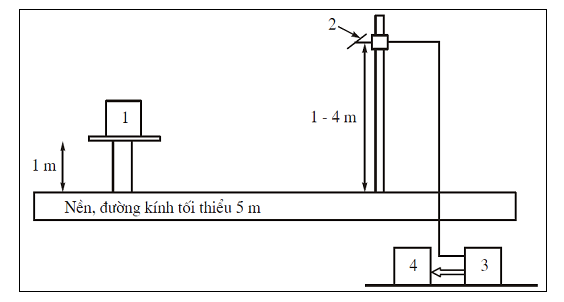 2
1
1 - 4 m
1 m
Nền, đường kính tối thiểu 5 m
4
3